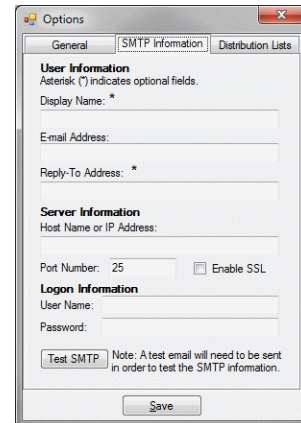 Options
General SMTP Information Distribution Lists
User Information
Asterisk (*) indicates optional fields.
Display Name: *
E-mail Address:
Reply-To Address: *
Server Information
Host Name or IP Address:
Port Number: 25 Enable SSL
Logon Information
User Name:
Password:
Test SMTP Note: A test email will need to be sent
in order to test the SMTP information.
Save